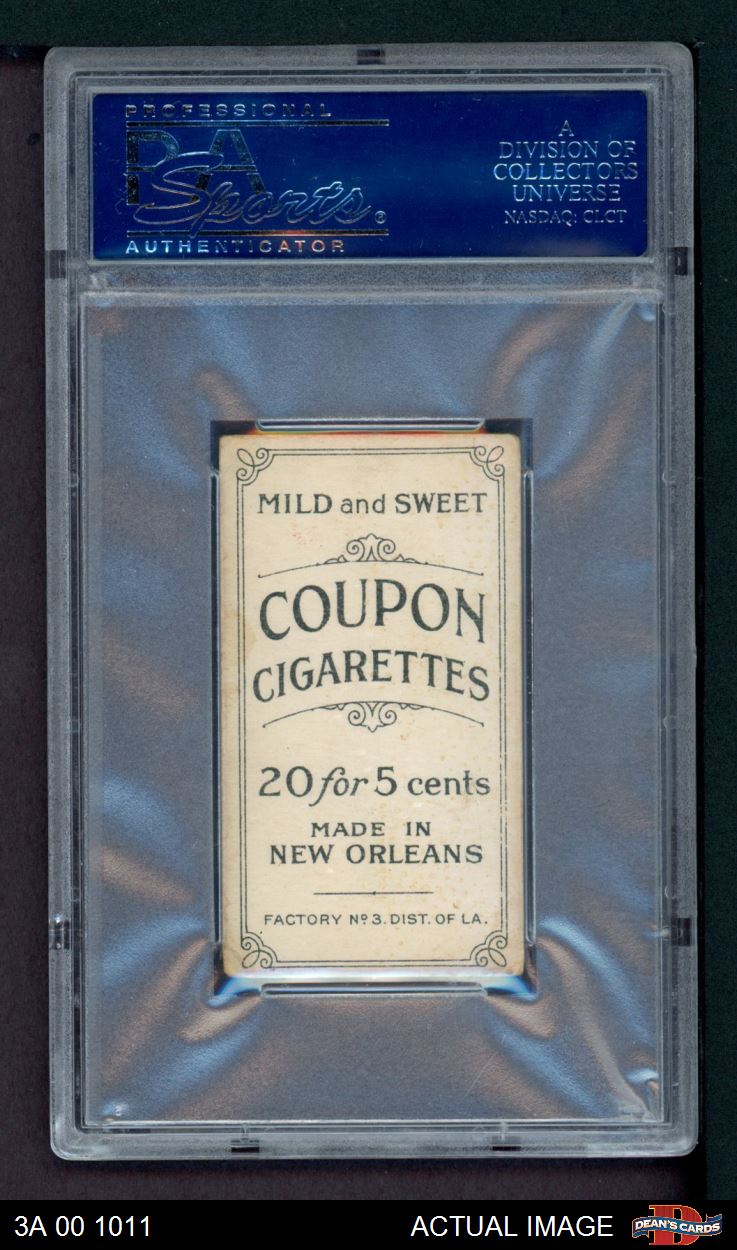 PROFESSIONAL
PSA
Sports®
AUTHENTICATOR
A
DIVISION OF
COLLECTORS
UNIVERSE
NASDAQ: CLCT
MILD and SWEET
COUPON
CIGARETTES
20 for 5 cents
MADE IN
NEW ORLEANS
FACTORY Nº 3. DIST. OF LA.
3A 00 1011
ACTUAL IMAGE
DEAN'S CARDS